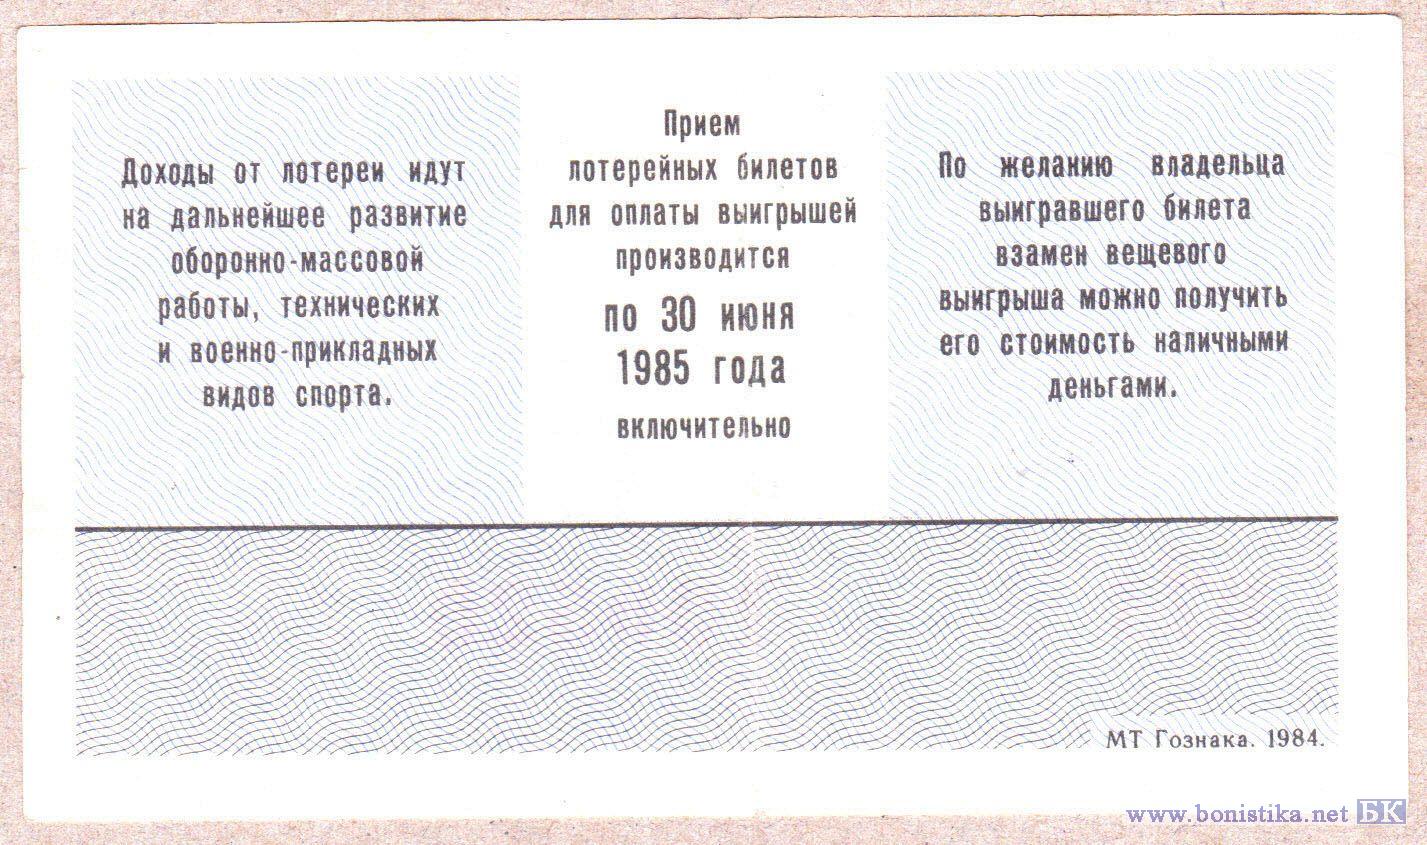 Доходы от лотереи идут
на дальнейшее развитие
оборонно-массовой
работы, технических
и военно-прикладных
видов спорта.
Прием
лотерейных билетов
для оплаты выигрышей
производится
по 30 июня
1985 года
включительно
По желанию владельца
выигравшего билета
взамен вещевого
выигрыша можно получить
его стоимость наличными
деньгами.
МТ Гознака. 1984.
www.bonistika.net БК